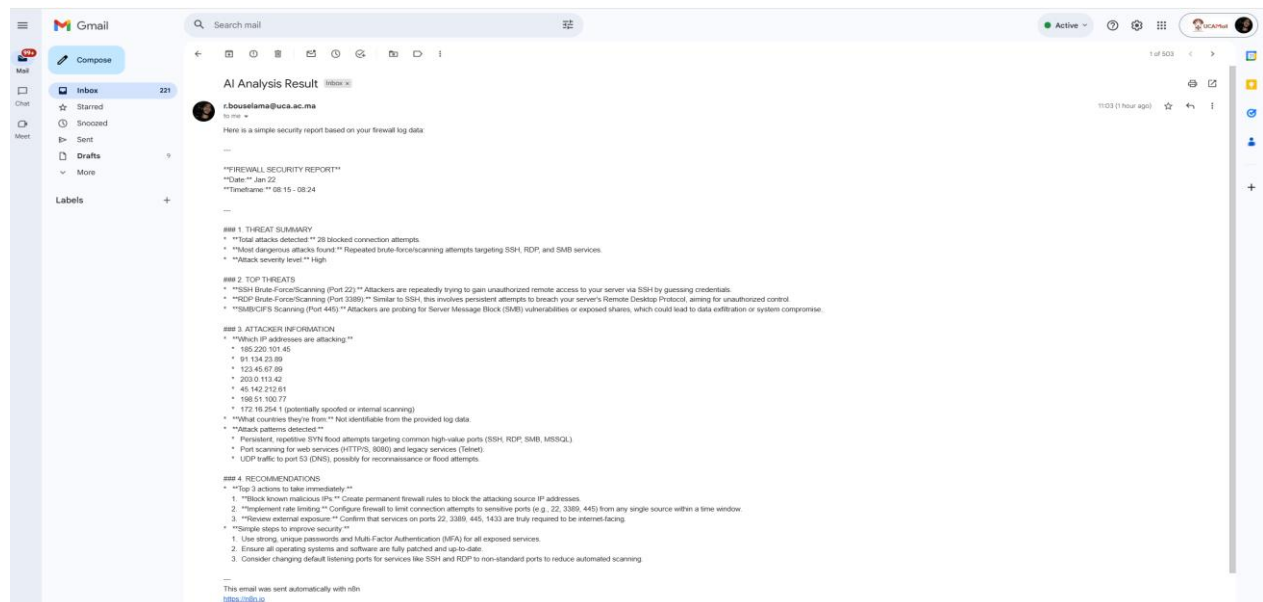 Gmail
Search mail
Active
UCAMail
99+
Mail
Chat
Meet
Compose
Inbox 221
Starred
Snoozed
Sent
Drafts 9
More
Labels
1 of 503
AI Analysis Result Inbox x
r.bouselama@uca.ac.ma 11:03 (1 hour ago)
to me
Here is a simple security report based on your firewall log data:
---
**FIREWALL SECURITY REPORT**
**Date:** Jan 22
**Timeframe:** 08:15 - 08:24
---
### 1. THREAT SUMMARY
* **Total attacks detected:** 28 blocked connection attempts.
* **Most dangerous attacks found:** Repeated brute-force/scanning attempts targeting SSH, RDP, and SMB services.
* **Attack severity level:** High
### 2. TOP THREATS
* **SSH Brute-Force/Scanning (Port 22):** Attackers are repeatedly trying to gain unauthorized remote access to your server via SSH by guessing credentials.
* **RDP Brute-Force/Scanning (Port 3389):** Similar to SSH, this involves persistent attempts to breach your server's Remote Desktop Protocol, aiming for unauthorized control.
* **SMB/CIFS Scanning (Port 445):** Attackers are probing for Server Message Block (SMB) vulnerabilities or exposed shares, which could lead to data exfiltration or system compromise.
### 3. ATTACKER INFORMATION
* **Which IP addresses are attacking:**
* 185.220.101.45
* 91.134.23.89
* 123.45.67.89
* 203.0.113.42
* 45.142.212.61
* 198.51.100.77
* 172.16.254.1 (potentially spoofed or internal scanning)
* **What countries they're from:** Not identifiable from the provided log data.
* **Attack patterns detected:**
* Persistent, repetitive SYN flood attempts targeting common high-value ports (SSH, RDP, SMB, MSSQL).
* Port scanning for web services (HTTP/S, 8080) and legacy services (Telnet).
* UDP traffic to port 53 (DNS), possibly for reconnaissance or flood attempts.
### 4. RECOMMENDATIONS
* **Top 3 actions to take immediately:**
1. **Block known malicious IPs:** Create permanent firewall rules to block the attacking source IP addresses.
2. **Implement rate limiting:** Configure firewall to limit connection attempts to sensitive ports (e.g., 22, 3389, 445) from any single source within a time window.
3. **Review external exposure:** Confirm that services on ports 22, 3389, 445, 1433 are truly required to be internet-facing.
* **Simple steps to improve security:**
1. Use strong, unique passwords and Multi-Factor Authentication (MFA) for all exposed services.
2. Ensure all operating systems and software are fully patched and up-to-date.
3. Consider changing default listening ports for services like SSH and RDP to non-standard ports to reduce automated scanning.
---
This email was sent automatically with n8n
https://n8n.io